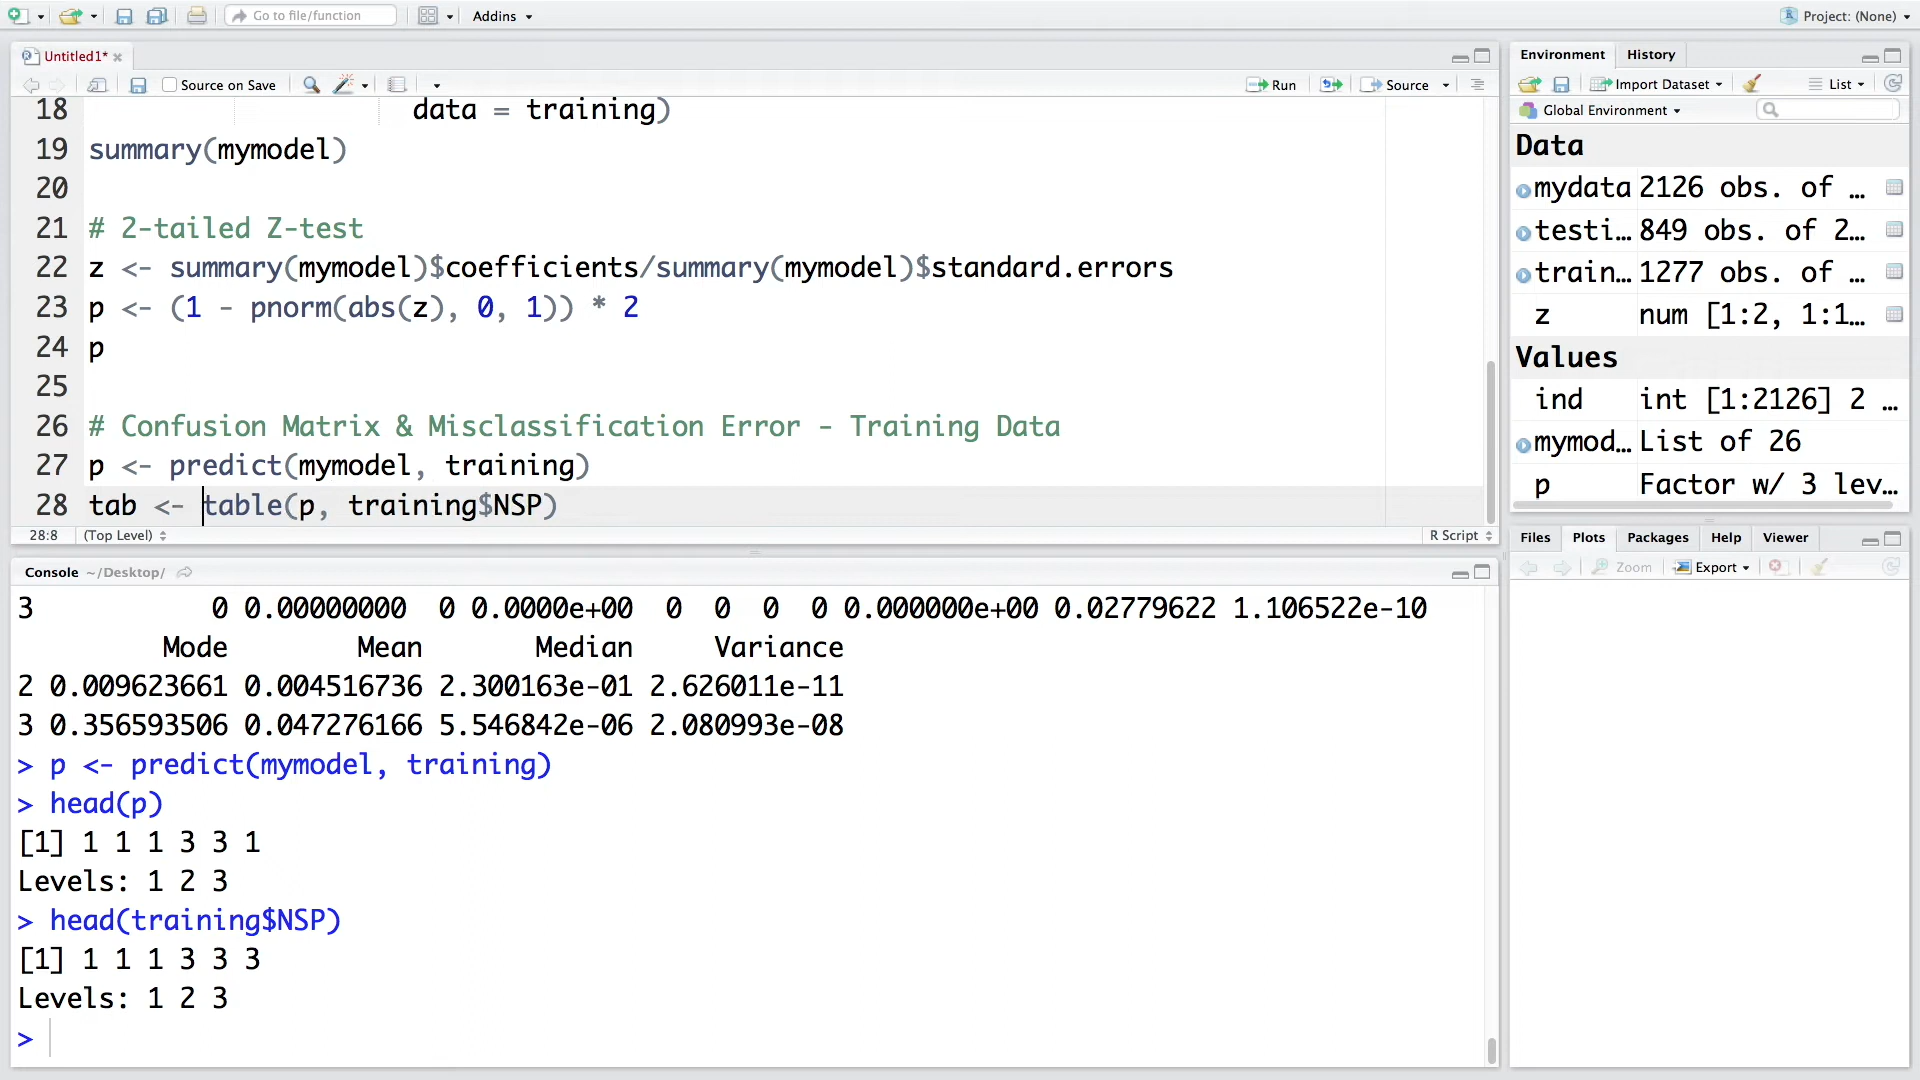 Go to file/function
Addins
Project: (None)
Untitled1*
Source on Save
Run
Source
18 data = training)
19 summary(mymodel)
20
21 # 2-tailed Z-test
22 z <- summary(mymodel)$coefficients/summary(mymodel)$standard.errors
23 p <- (1 - pnorm(abs(z), 0, 1)) * 2
24 p
25
26 # Confusion Matrix & Misclassification Error - Training Data
27 p <- predict(mymodel, training)
28 tab <- table(p, training$NSP)
28:8 (Top Level) R Script
Console ~/Desktop/
3 0 0.00000000 0 0.0000e+00 0 0 0 0 0.000000e+00 0.02779622 1.106522e-10
Mode Mean Median Variance
2 0.009623661 0.004516736 2.300163e-01 2.626011e-11
3 0.356593506 0.047276166 5.546842e-06 2.080993e-08
> p <- predict(mymodel, training)
> head(p)
[1] 1 1 1 3 3 1
Levels: 1 2 3
> head(training$NSP)
[1] 1 1 1 3 3 3
Levels: 1 2 3
>
Environment History
Import Dataset List
Global Environment
Data
mydata 2126 obs. of …
testi… 849 obs. of 2…
train… 1277 obs. of …
z num [1:2, 1:1…
Values
ind int [1:2126] 2 …
mymod… List of 26
p Factor w/ 3 lev…
Files Plots Packages Help Viewer
Zoom Export